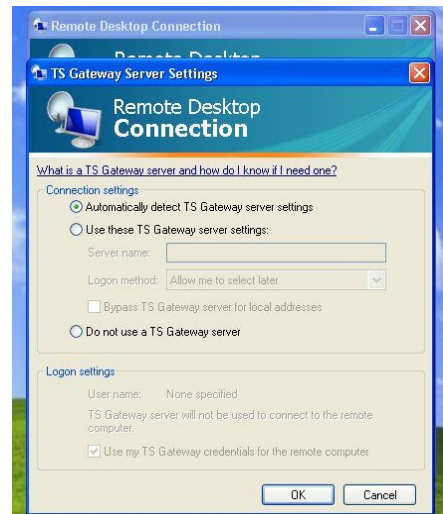 Remote Desktop Connection
Remote Desktop
TS Gateway Server Settings
Remote Desktop
Connection
What is a TS Gateway server and how do I know if I need one?
Connection settings
Automatically detect TS Gateway server settings
Use these TS Gateway server settings:
Server name:
Logon method: Allow me to select later
Bypass TS Gateway server for local addresses
Do not use a TS Gateway server
Logon settings
User name: None specified
TS Gateway server will not be used to connect to the remote
computer.
Use my TS Gateway credentials for the remote computer
OK Cancel